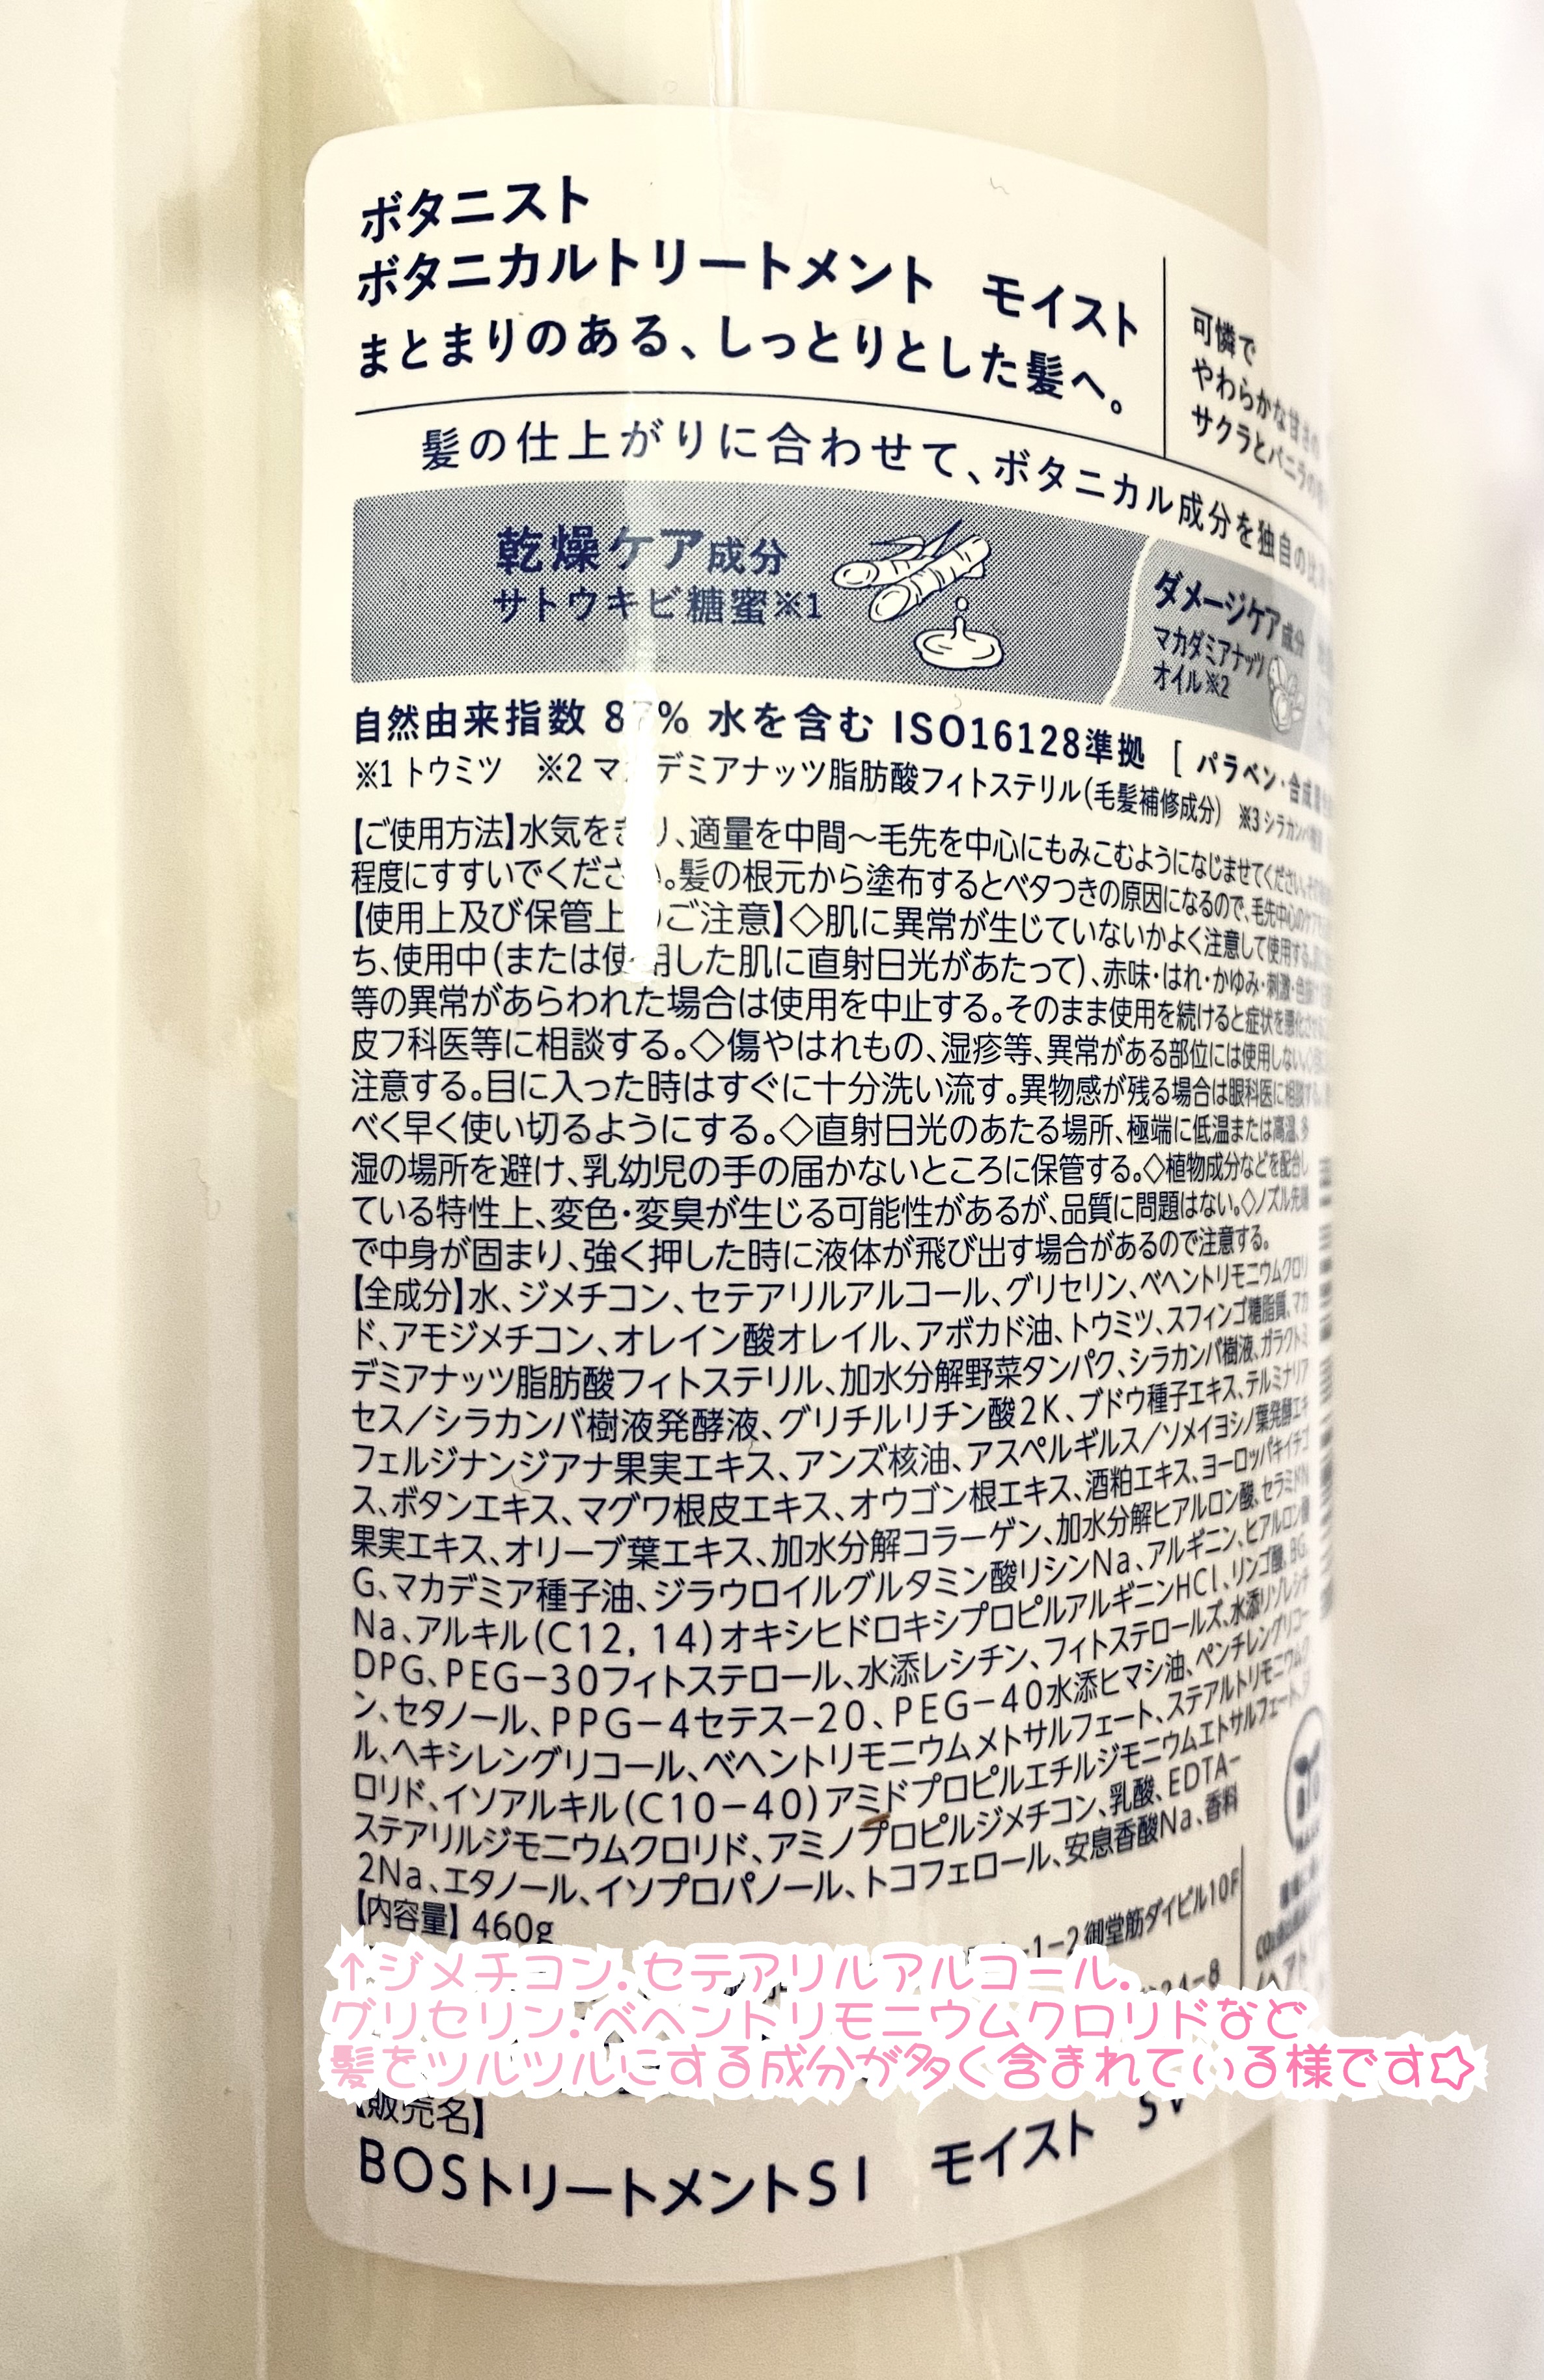 ボタニスト
ボタニカルトリートメント モイスト
まとまりのある、しっとりとした髪へ。
可憐で
やわらかな甘さの
サクラとバニラの
髪の仕上がりに合わせて、ボタニカル成分を独自の
乾燥ケア成分
サトウキビ糖蜜※1
ダメージケア成分
マカダミアナッツ
オイル※2
自然由来指数 8 % 水を含む ISO16128準拠 [ パラベン・合成
※1 トウミツ ※2 マ デミアナッツ脂肪酸フィトステリル(毛髪補修成分) ※3 シラカンバ
【ご使用方法】水気をき り、適量を中間〜毛先を中心にもみこむようになじませてください。
程度にすすいでくださ 。髪の根元から塗布するとベタつきの原因になるので、毛先中心の
【使用上及び保管上 のご注意】◇肌に異常が生じていないかよく注意して使用する。
ち、使用中(または使用した肌に直射日光があたって)、赤味・はれ・かゆみ・刺激・
等の異常があらわれた場合は使用を中止する。そのまま使用を続けると症状を
皮フ科医等に相談する。◇傷やはれもの、湿疹等、異常がある部位には使用しない。
注意する。目に入った時はすぐに十分洗い流す。異物感が残る場合は眼科医に相談する。
べく早く使い切るようにする。◇直射日光のあたる場所、極端に低温または高温、多
湿の場所を避け、乳幼児の手の届かないところに保管する。◇植物成分などを配合し
ている特性上、変色・変臭が生じる可能性があるが、品質に問題はない。◇ノズル先端
で中身が固まり、強く押した時に液体が飛び出す場合があるので注意する。
【全成分】水、ジメチコン、セテアリルアルコール、グリセリン、ベヘントリモニウムクロリ
ド、アモジメチコン、オレイン酸オレイル、アボカド油、トウミツ、スフィンゴ糖脂質、マカ
デミアナッツ脂肪酸フィトステリル、加水分解野菜タンパク、シラカンバ樹液、ガラクトミ
セス／シラカンバ樹液発酵液、グリチルリチン酸2K、ブドウ種子エキス、テルミナリア
フェルジナンジアナ果実エキス、アンズ核油、アスペルギルス／ソメイヨシノ葉発酵エキ
ス、ボタンエキス、マグワ根皮エキス、オウゴン根エキス、酒粕エキス、ヨーロッパキイチゴ
果実エキス、オリーブ葉エキス、加水分解コラーゲン、加水分解ヒアルロン酸、セラミドN
G、マカデミア種子油、ジラウロイルグルタミン酸リシンNa、アルギニン、ヒアルロン酸
Na、アルキル(C12,14)オキシヒドロキシプロピルアルギニンHCl、リンゴ酸、BG、
DPG、PEG−30フィトステロール、水添レシチン、フィトステロールズ、水添リゾレシチ
ン、セタノール、PPG−4セテス−20、PEG−40水添ヒマシ油、ペンチレングリコー
ル、ヘキシレングリコール、ベヘントリモニウムメトサルフェート、ステアルトリモニウムク
ロリド、イソアルキル(C10−40)アミドプロピルエチルジモニウムエトサルフェート、ジ
ステアリルジモニウムクロリド、アミノプロピルジメチコン、乳酸、EDTA−
2Na、エタノール、イソプロパノール、トコフェロール、安息香酸Na、香料
【内容量】460g
−1−2 御堂筋ダイビル10F
↑ジメチコン.セテアリルアルコール.
グリセリン.ベヘントリモニウムクロリドなど
髪をツルツルにする成分が多く含まれている様です☆
【販売名】
BOSトリートメントSI モイスト